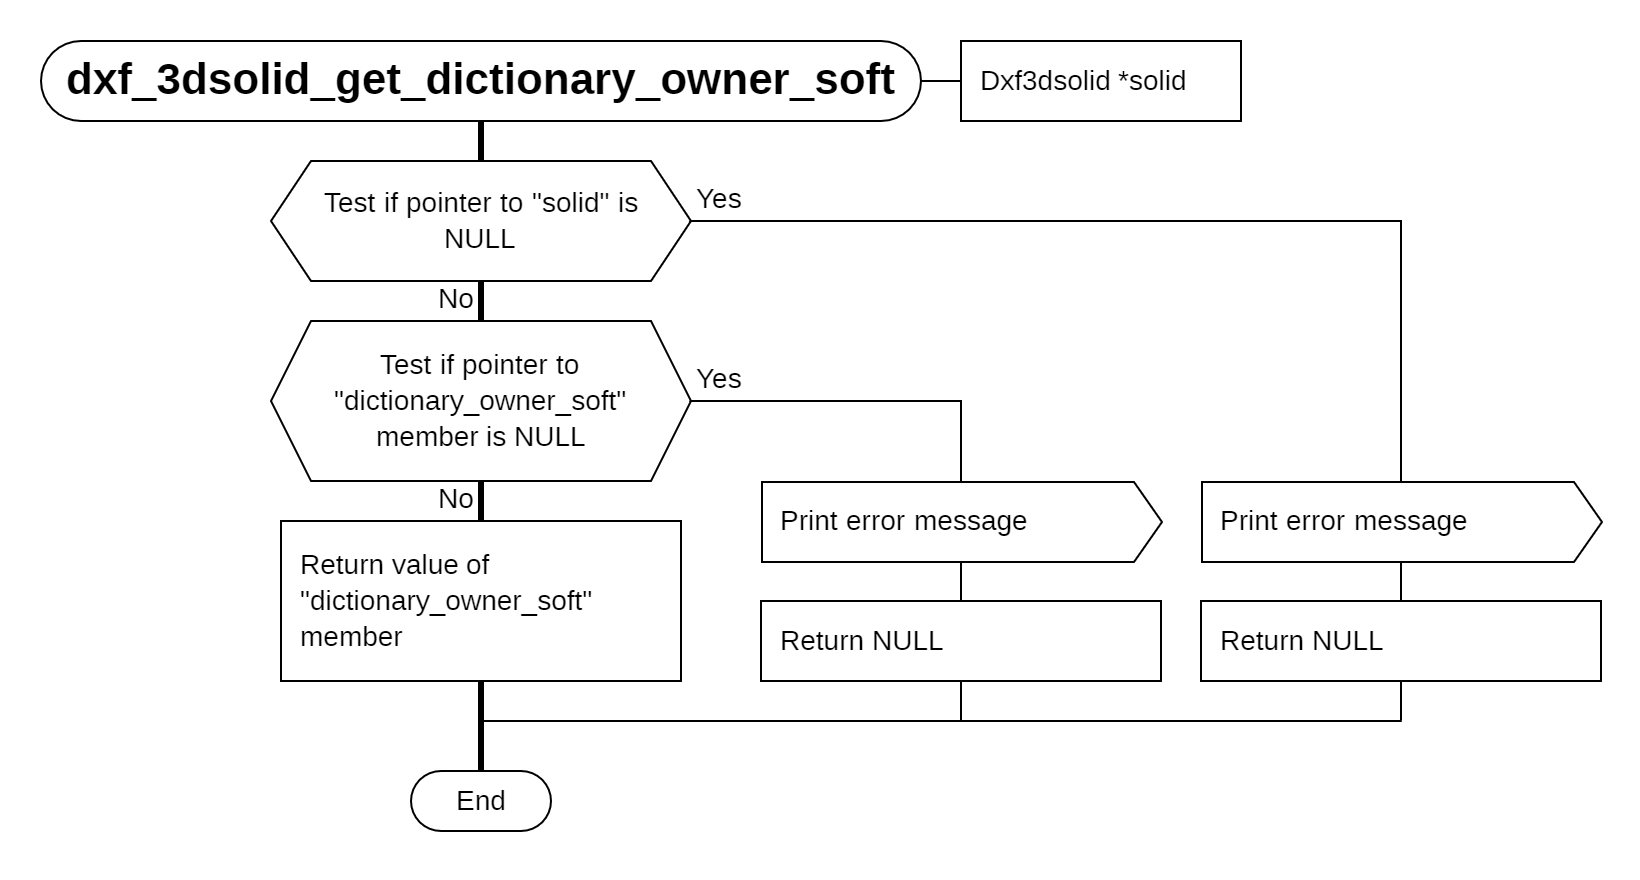 dxf_3dsolid_get_dictionary_owner_soft
Dxf3dsolid *solid
Test if pointer to "solid" is
NULL
Yes
No
Test if pointer to
"dictionary_owner_soft"
member is NULL
Yes
No
Return value of
"dictionary_owner_soft"
member
Print error message
Return NULL
Print error message
Return NULL
End